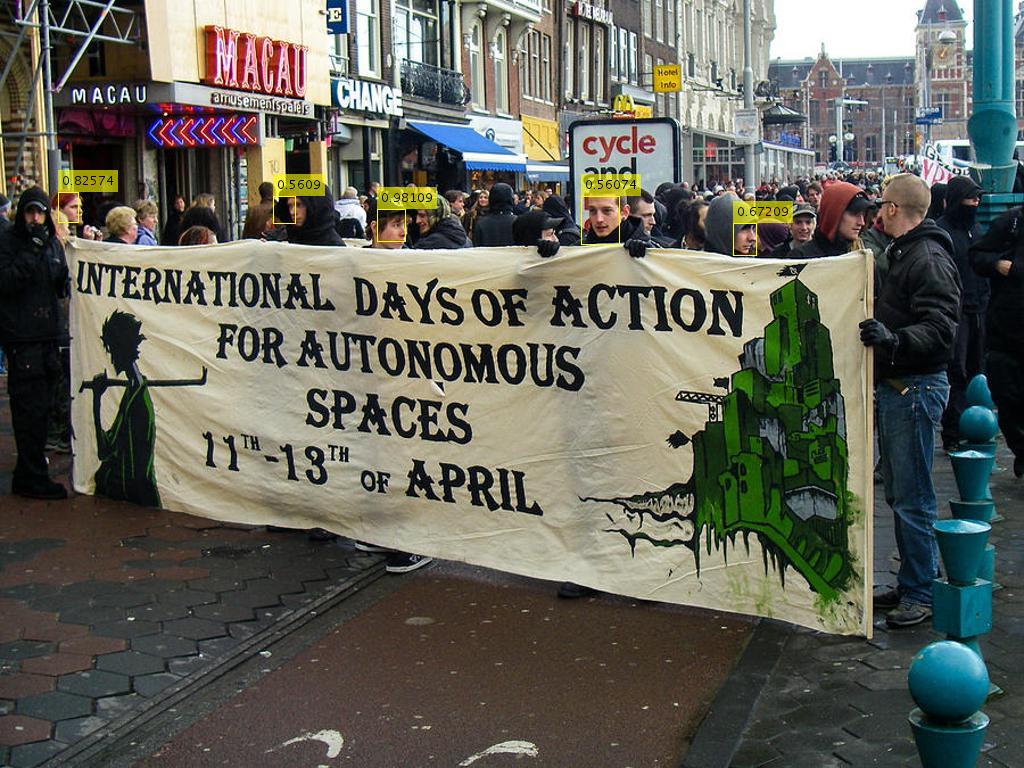 E
MACAU
amusementspaleis
MACAU
CHANGE
Hotel
Info
cycle
and
0.82574
0.5609
0.98109
0.56074
0.67209
INTERNATIONAL DAYS OF ACTION
FOR AUTONOMOUS
SPACES
11TH - 13TH OF APRIL